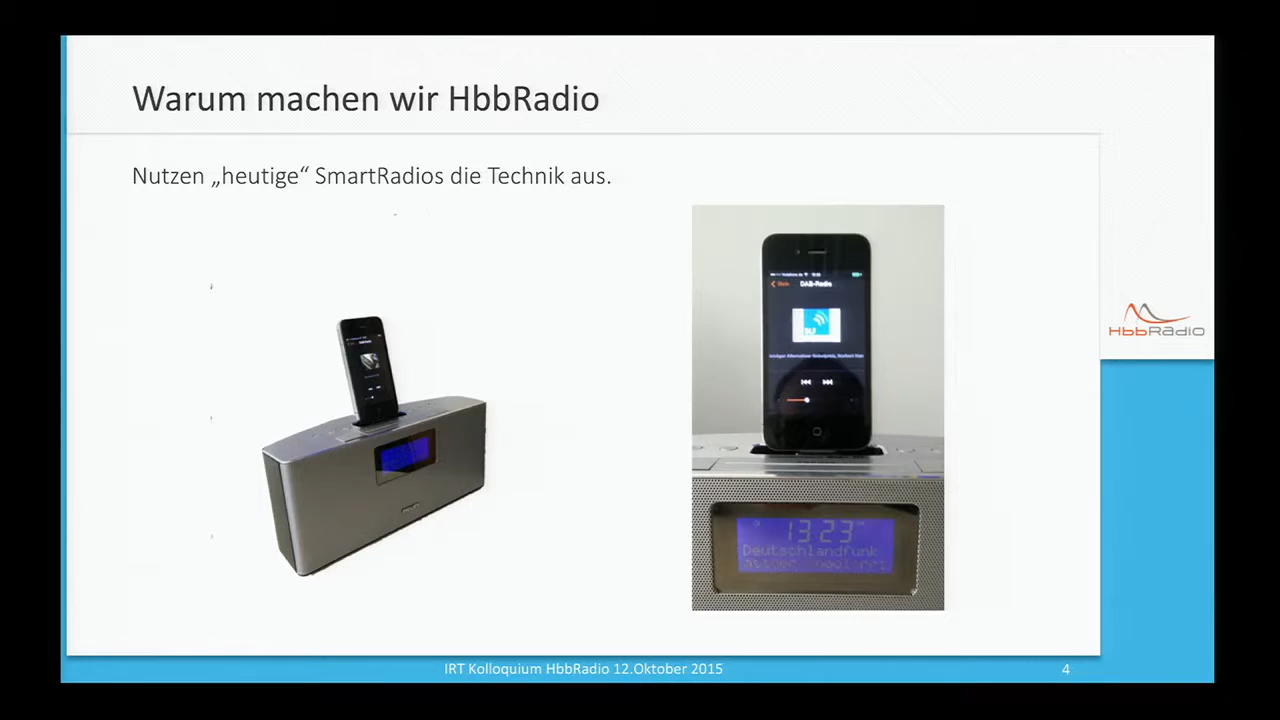 Warum machen wir HbbRadio
Nutzen „heutige“ SmartRadios die Technik aus.
DAB-Radio
HbbRadio
13:23
Deutschlandfunk
IRT Kolloquium HbbRadio 12.Oktober 2015
4